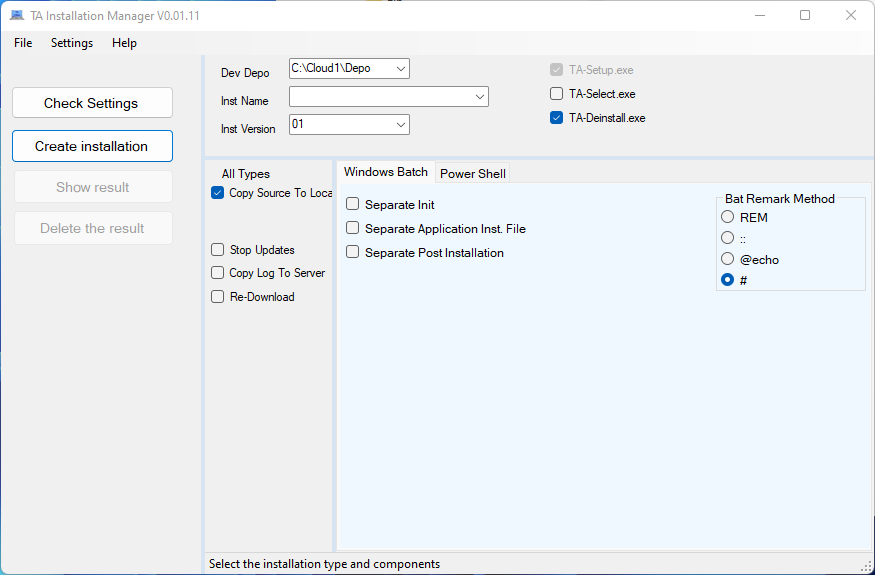 TA Installation Manager V0.01.11
File Settings Help
Check Settings
Create installation
Show result
Delete the result
Dev Depo C:\Cloud1\Depo
Inst Name
Inst Version 01
TA-Setup.exe
TA-Select.exe
TA-Deinstall.exe
All Types
Copy Source To Loca
Stop Updates
Copy Log To Server
Re-Download
Windows Batch Power Shell
Separate Init
Separate Application Inst. File
Separate Post Installation
Bat Remark Method
REM
::
@echo
#
Select the installation type and components